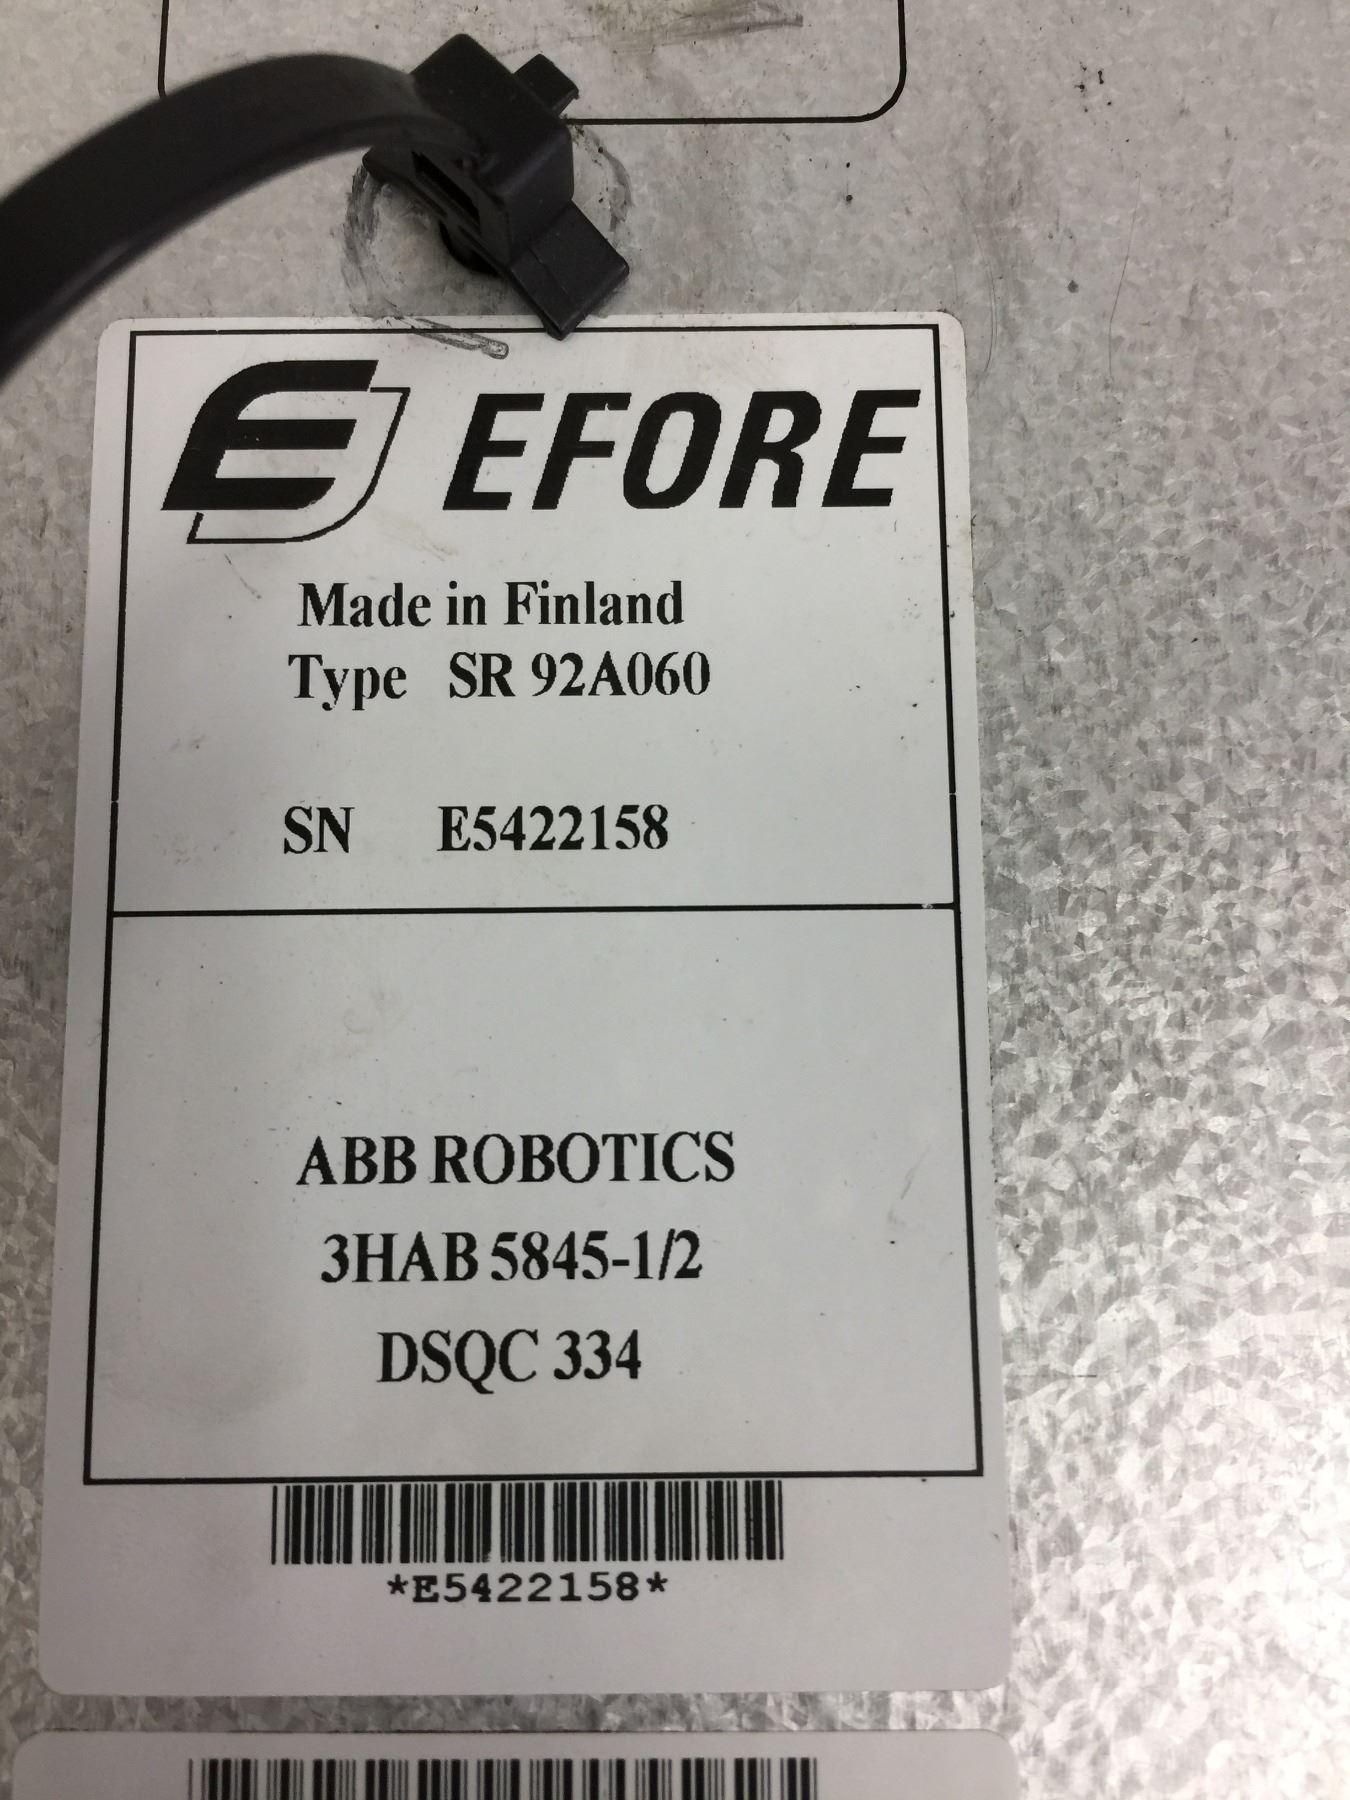 EFORE
Made in Finland
Type SR 92A060
SN E5422158
ABB ROBOTICS
3HAB 5845-1/2
DSQC 334
*E5422158*